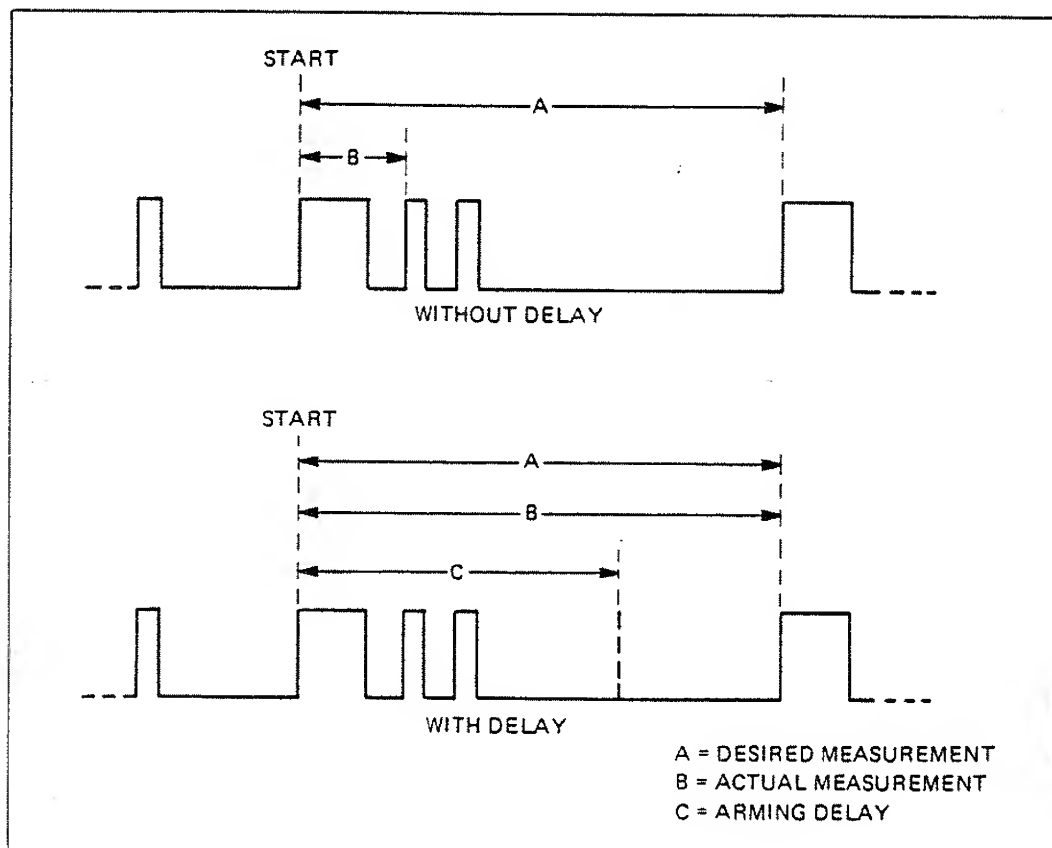 START
A
B
WITHOUT DELAY
START
A
B
C
WITH DELAY
A = DESIRED MEASUREMENT
B = ACTUAL MEASUREMENT
C = ARMING DELAY